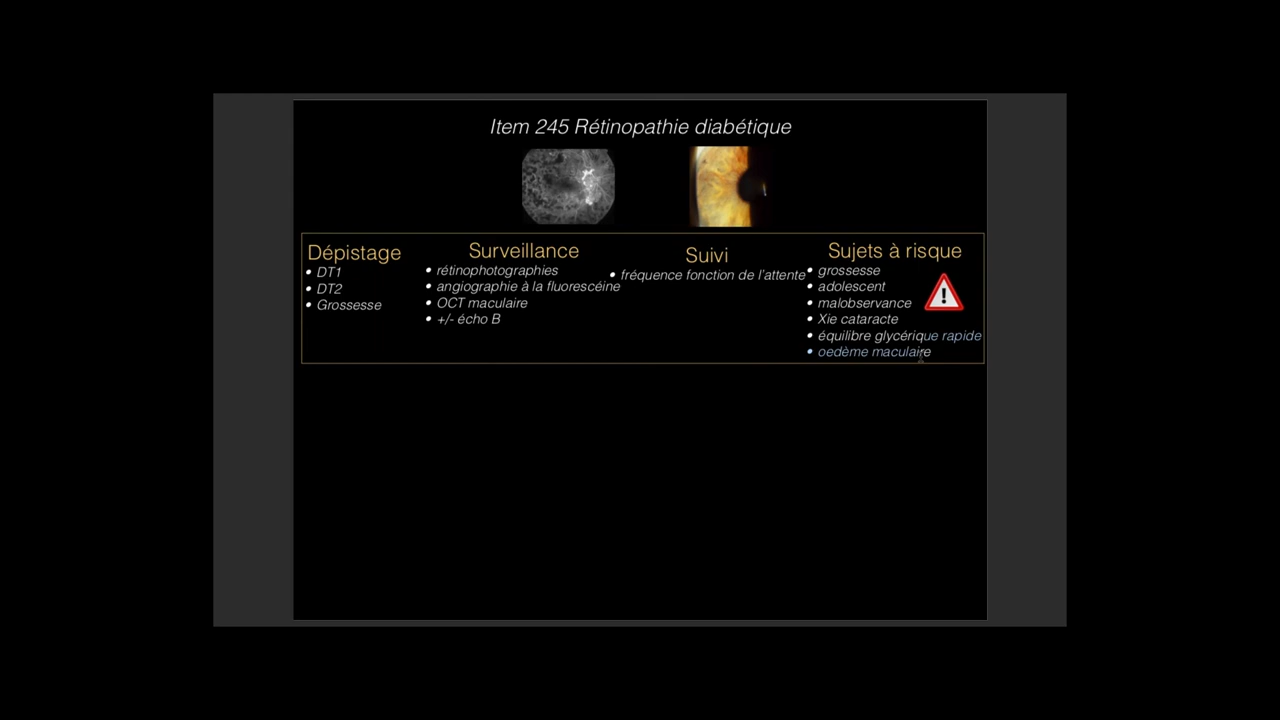 Item 245 Rétinopathie diabétique
Dépistage
• DT1
• DT2
• Grossesse
Surveillance
• rétinophotographies
• angiographie à la fluorescéine
• OCT maculaire
• +/- écho B
Suivi
• fréquence fonction de l'attente
Sujets à risque
• grossesse
• adolescent
• malobservance
• Xie cataracte
• équilibre glycérique rapide
• oedème maculaire
!